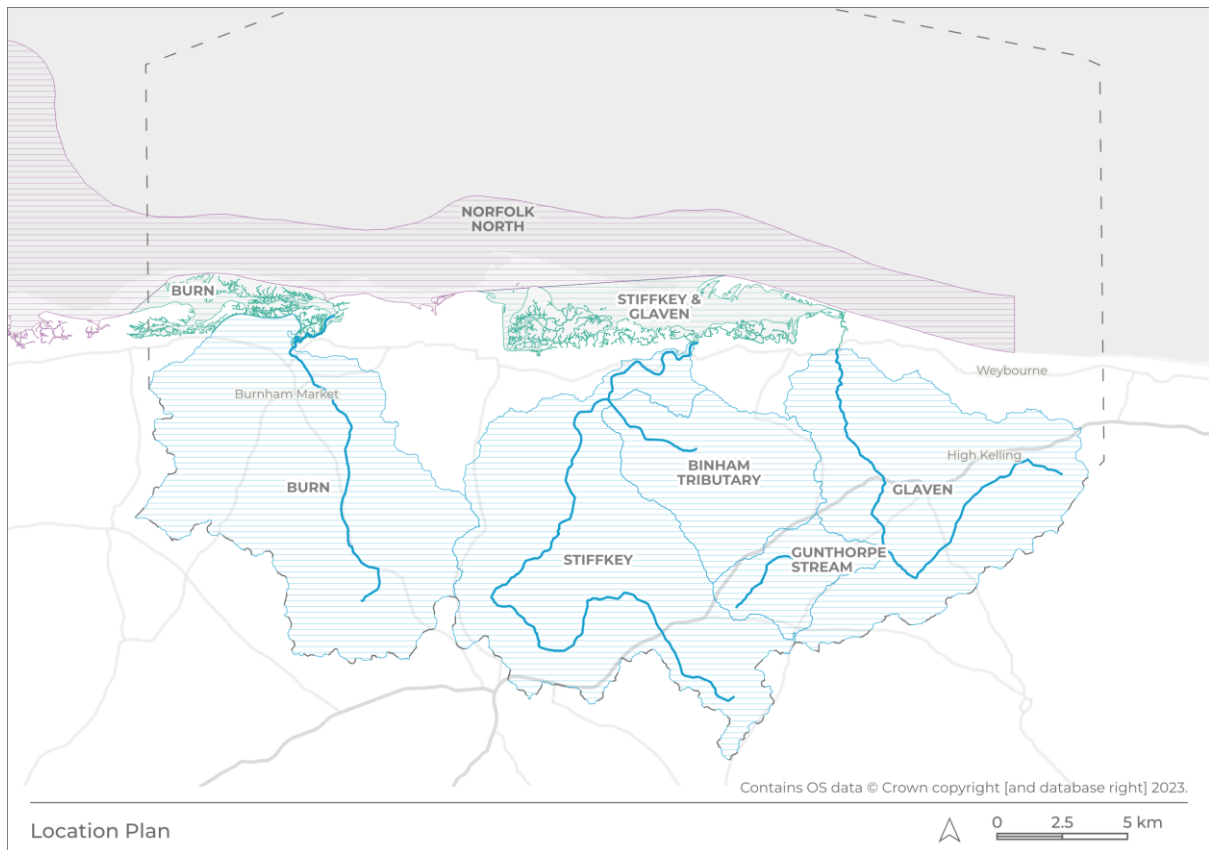 NORFOLK
NORTH
BURN
STIFFKEY &
GLAVEN
Weybourne
Burnham Market
High Kelling
BINHAM
TRIBUTARY
BURN
GLAVEN
STIFFKEY
GUNTHORPE
STREAM
Contains OS data © Crown copyright [and database right] 2023.
Location Plan
0 2.5 5 km